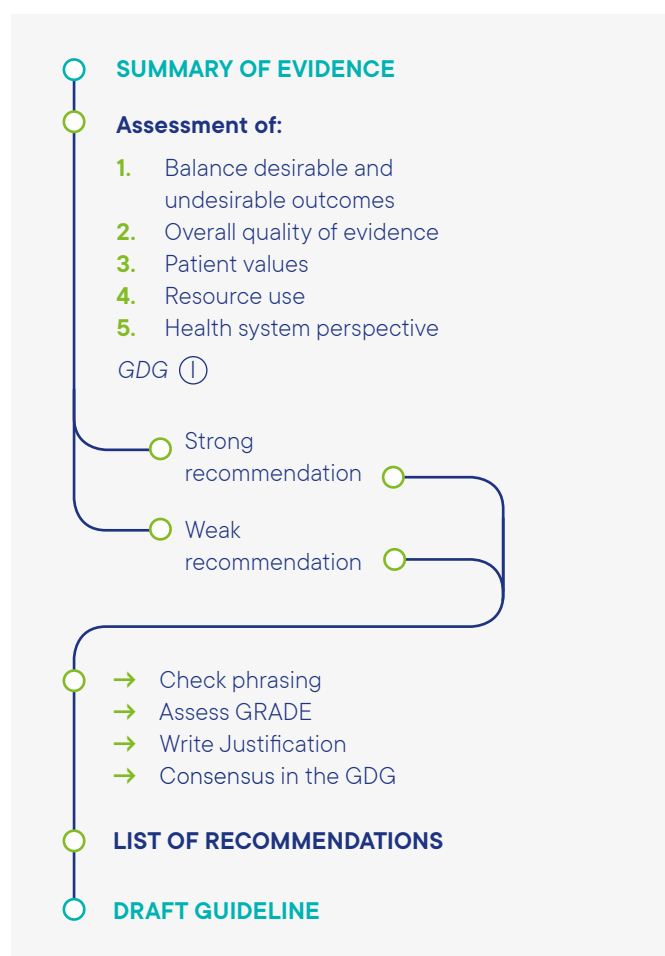 SUMMARY OF EVIDENCE
Assessment of:
1. Balance desirable and
undesirable outcomes
2. Overall quality of evidence
3. Patient values
4. Resource use
5. Health system perspective
GDG Ⓘ
Strong
recommendation
Weak
recommendation
→ Check phrasing
→ Assess GRADE
→ Write Justification
→ Consensus in the GDG
LIST OF RECOMMENDATIONS
DRAFT GUIDELINE